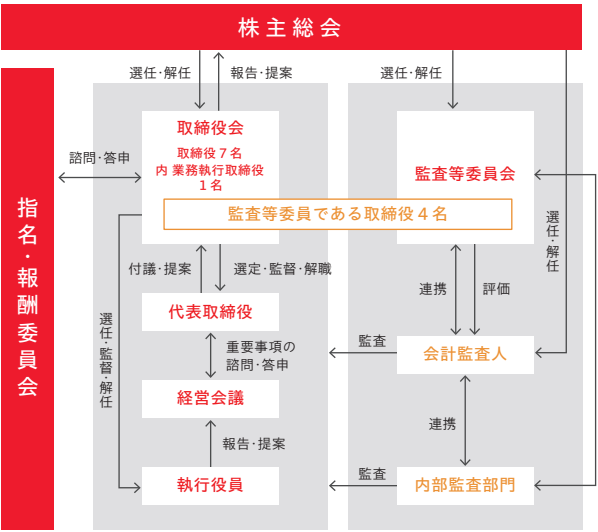 株主総会
選任･解任
報告･提案
選任･解任
指名･報酬委員会
諮問･答申
取締役会
取締役７名
内 業務執行取締役
１名
監査等委員会
監査等委員である取締役４名
選任･解任
付議･提案
選定･監督･解職
連携
評価
代表取締役
選任･監督･解任
重要事項の
諮問･答申
監査
会計監査人
経営会議
報告･提案
連携
執行役員
監査
内部監査部門